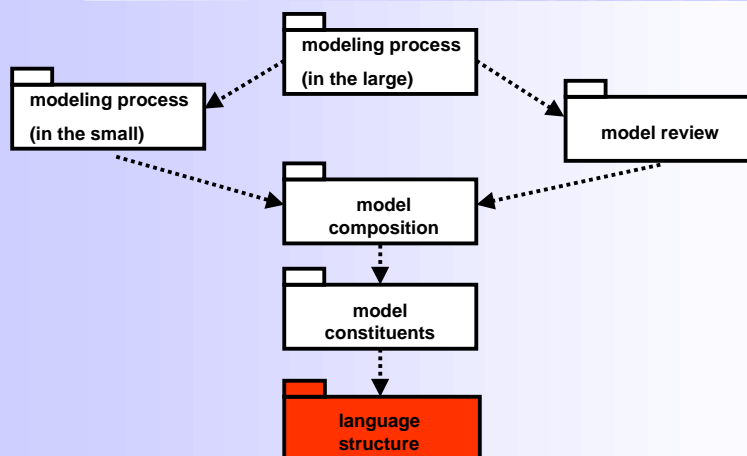 modeling process
(in the large)
modeling process
(in the small)
model review
model
composition
model
constituents
language
structure